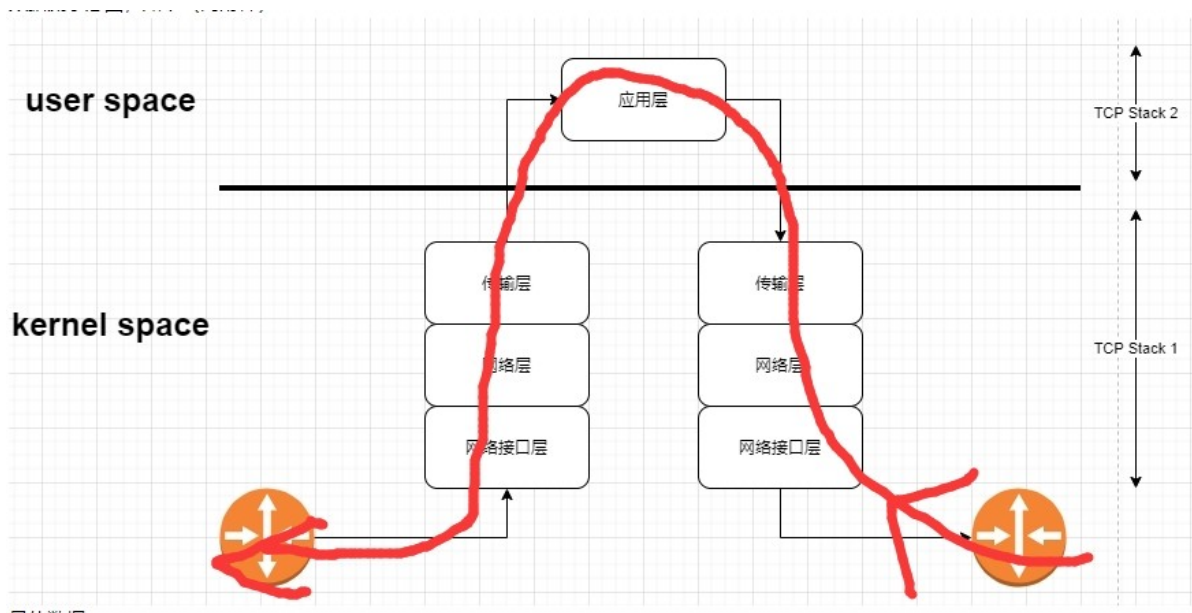 user space
应用层
TCP Stack 2
传输层
传输层
kernel space
TCP Stack 1
网络层
网络层
网络接口层
网络接口层